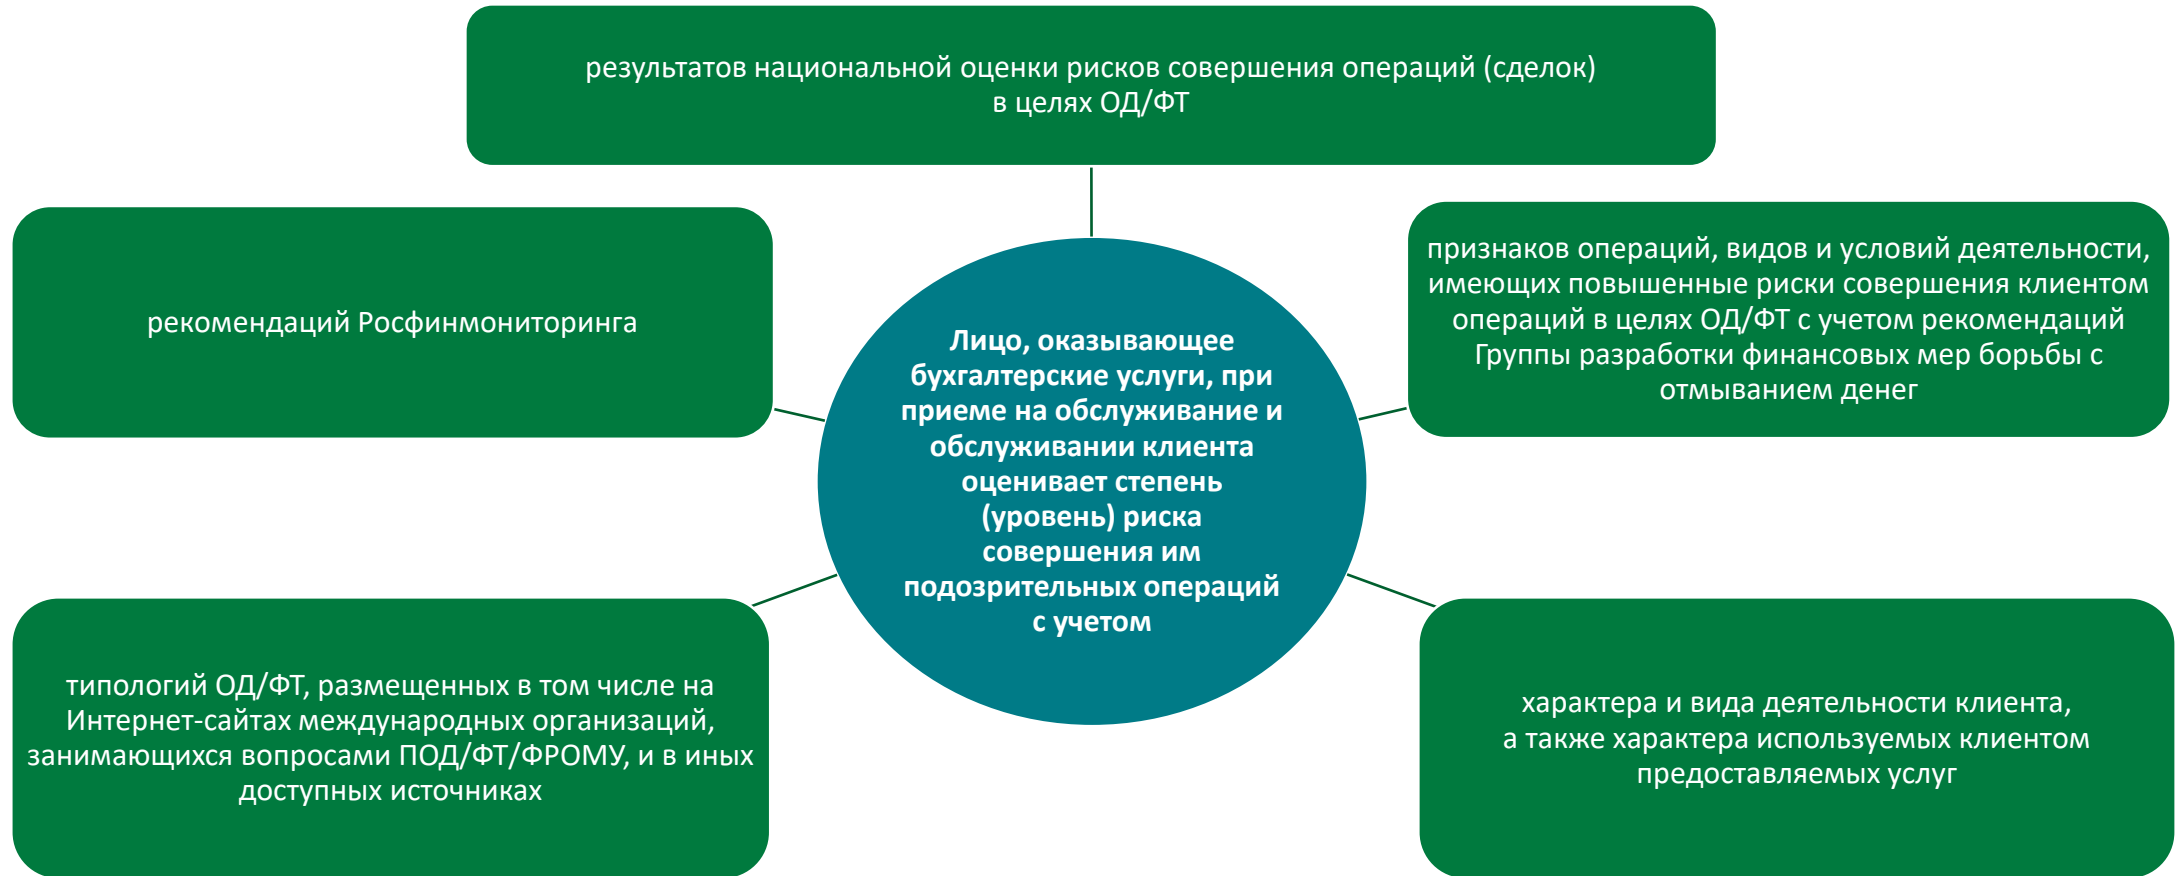 результатов национальной оценки рисков совершения операций (сделок)
в целях ОД/ФТ
рекомендаций Росфинмониторинга
признаков операций, видов и условий деятельности,
имеющих повышенные риски совершения клиентом
операций в целях ОД/ФТ с учетом рекомендаций
Группы разработки финансовых мер борьбы с
отмыванием денег
Лицо, оказывающее
бухгалтерские услуги, при
приеме на обслуживание и
обслуживании клиента
оценивает степень
(уровень) риска
совершения им
подозрительных операций
с учетом
типологий ОД/ФТ, размещенных в том числе на
Интернет-сайтах международных организаций,
занимающихся вопросами ПОД/ФТ/ФРОМУ, и в иных
доступных источниках
характера и вида деятельности клиента,
а также характера используемых клиентом
предоставляемых услуг